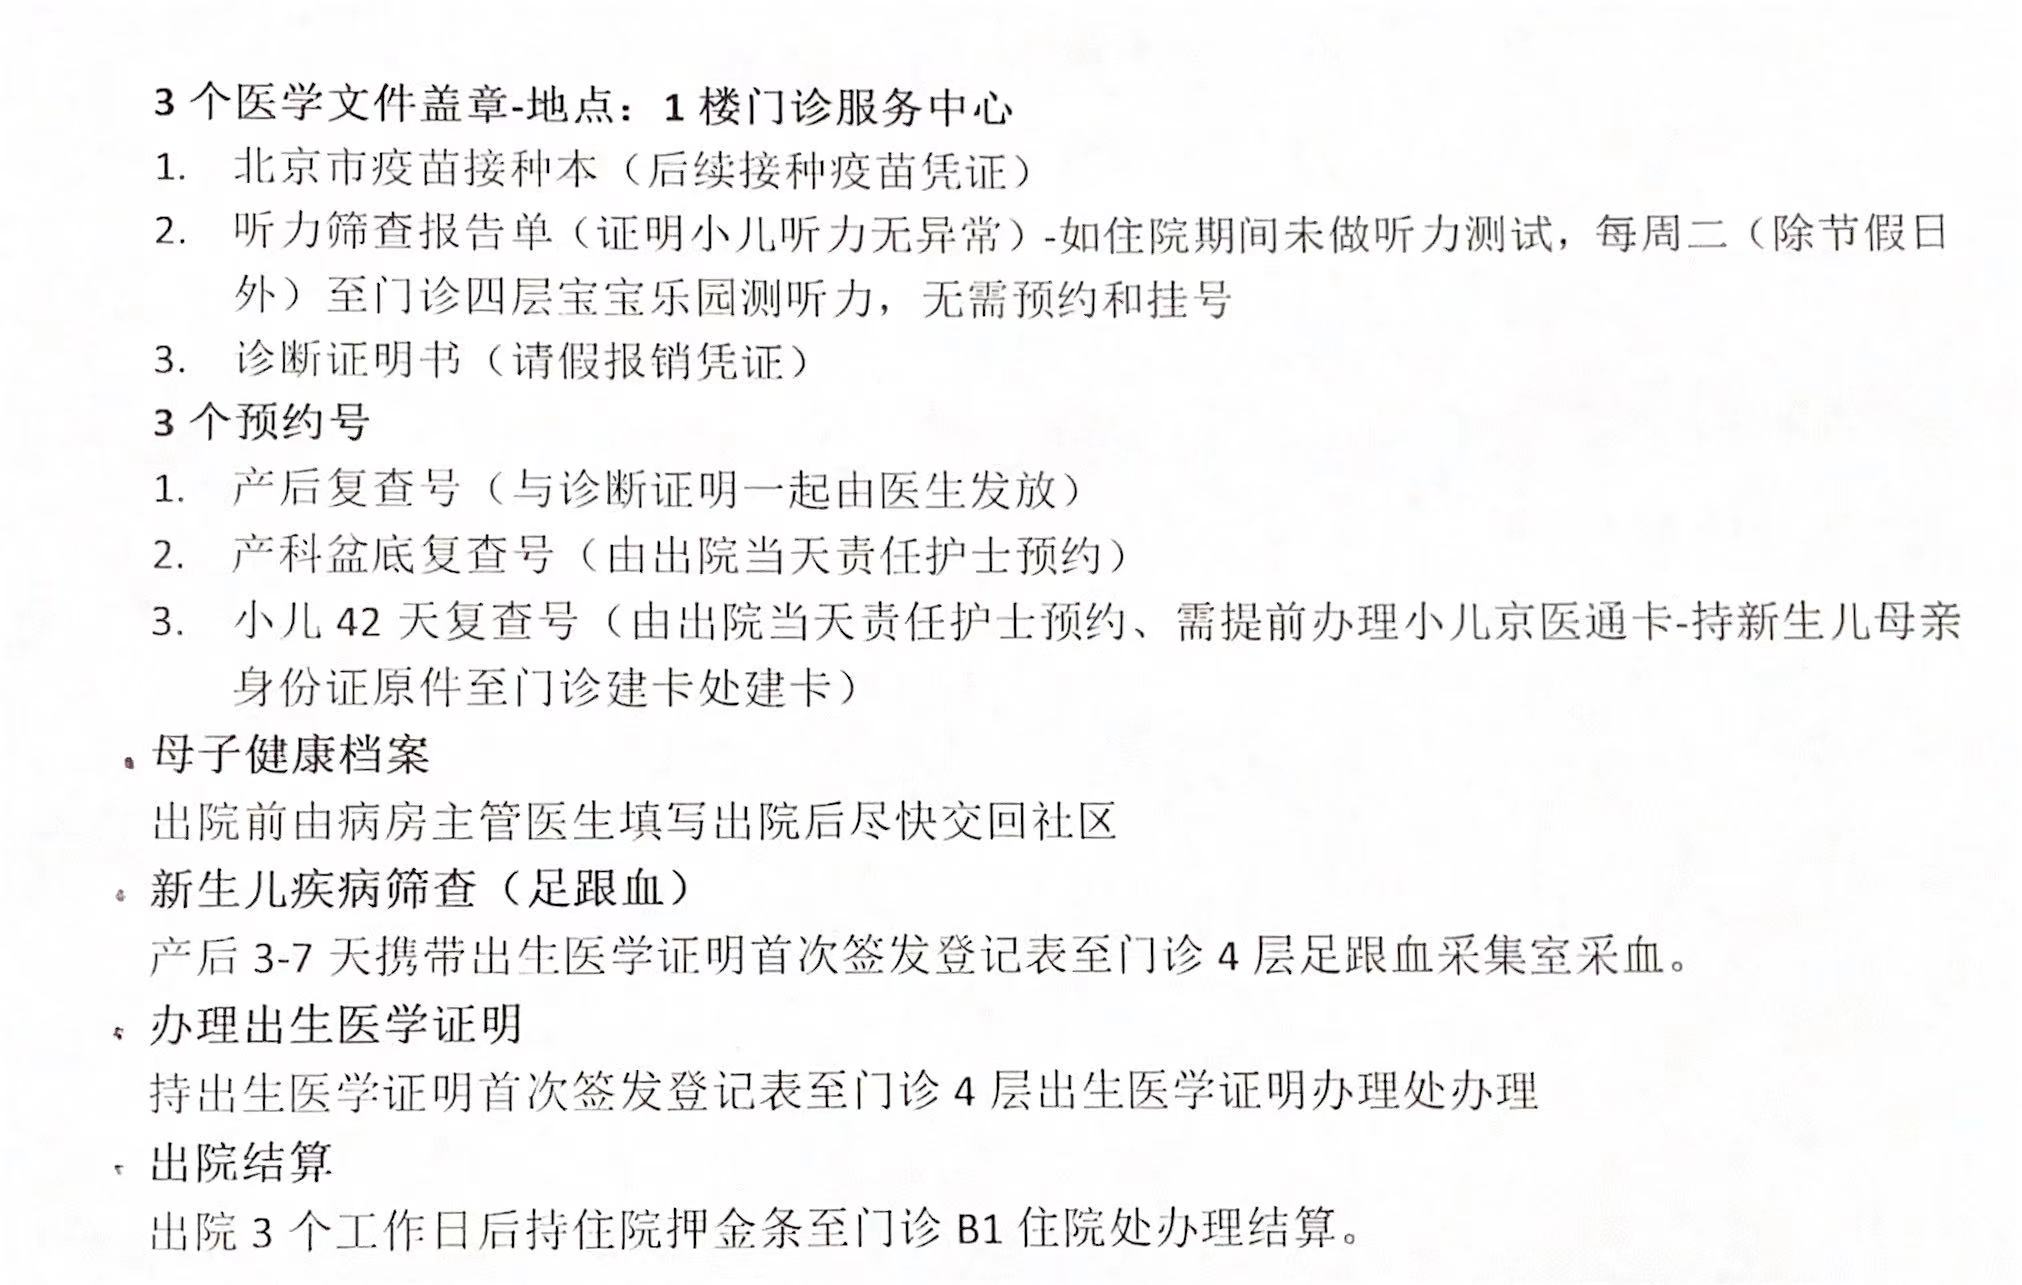 3 个医学文件盖章-地点：1 楼门诊服务中心
1. 北京市疫苗接种本（后续接种疫苗凭证）
2. 听力筛查报告单（证明小儿听力无异常）-如住院期间未做听力测试，每周二（除节假日
外）至门诊四层宝宝乐园测听力，无需预约和挂号
3. 诊断证明书（请假报销凭证）
3 个预约号
1. 产后复查号（与诊断证明一起由医生发放）
2. 产科盆底复查号（由出院当天责任护士预约）
3. 小儿 42 天复查号（由出院当天责任护士预约、需提前办理小儿京医通卡-持新生儿母亲
身份证原件至门诊建卡处建卡）
母子健康档案
出院前由病房主管医生填写出院后尽快交回社区
新生儿疾病筛查（足跟血）
产后 3-7 天携带出生医学证明首次签发登记表至门诊 4 层足跟血采集室采血。
办理出生医学证明
持出生医学证明首次签发登记表至门诊 4 层出生医学证明办理处办理
出院结算
出院 3 个工作日后持住院押金条至门诊 B1 住院处办理结算。